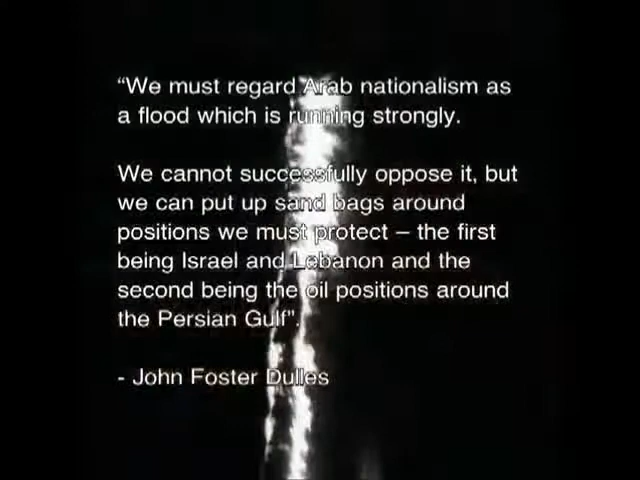 “We must regard Arab nationalism as
a flood which is running strongly.
We cannot successfully oppose it, but
we can put up sand bags around
positions we must protect – the first
being Israel and Lebanon and the
second being the oil positions around
the Persian Gulf”.
- John Foster Dulles